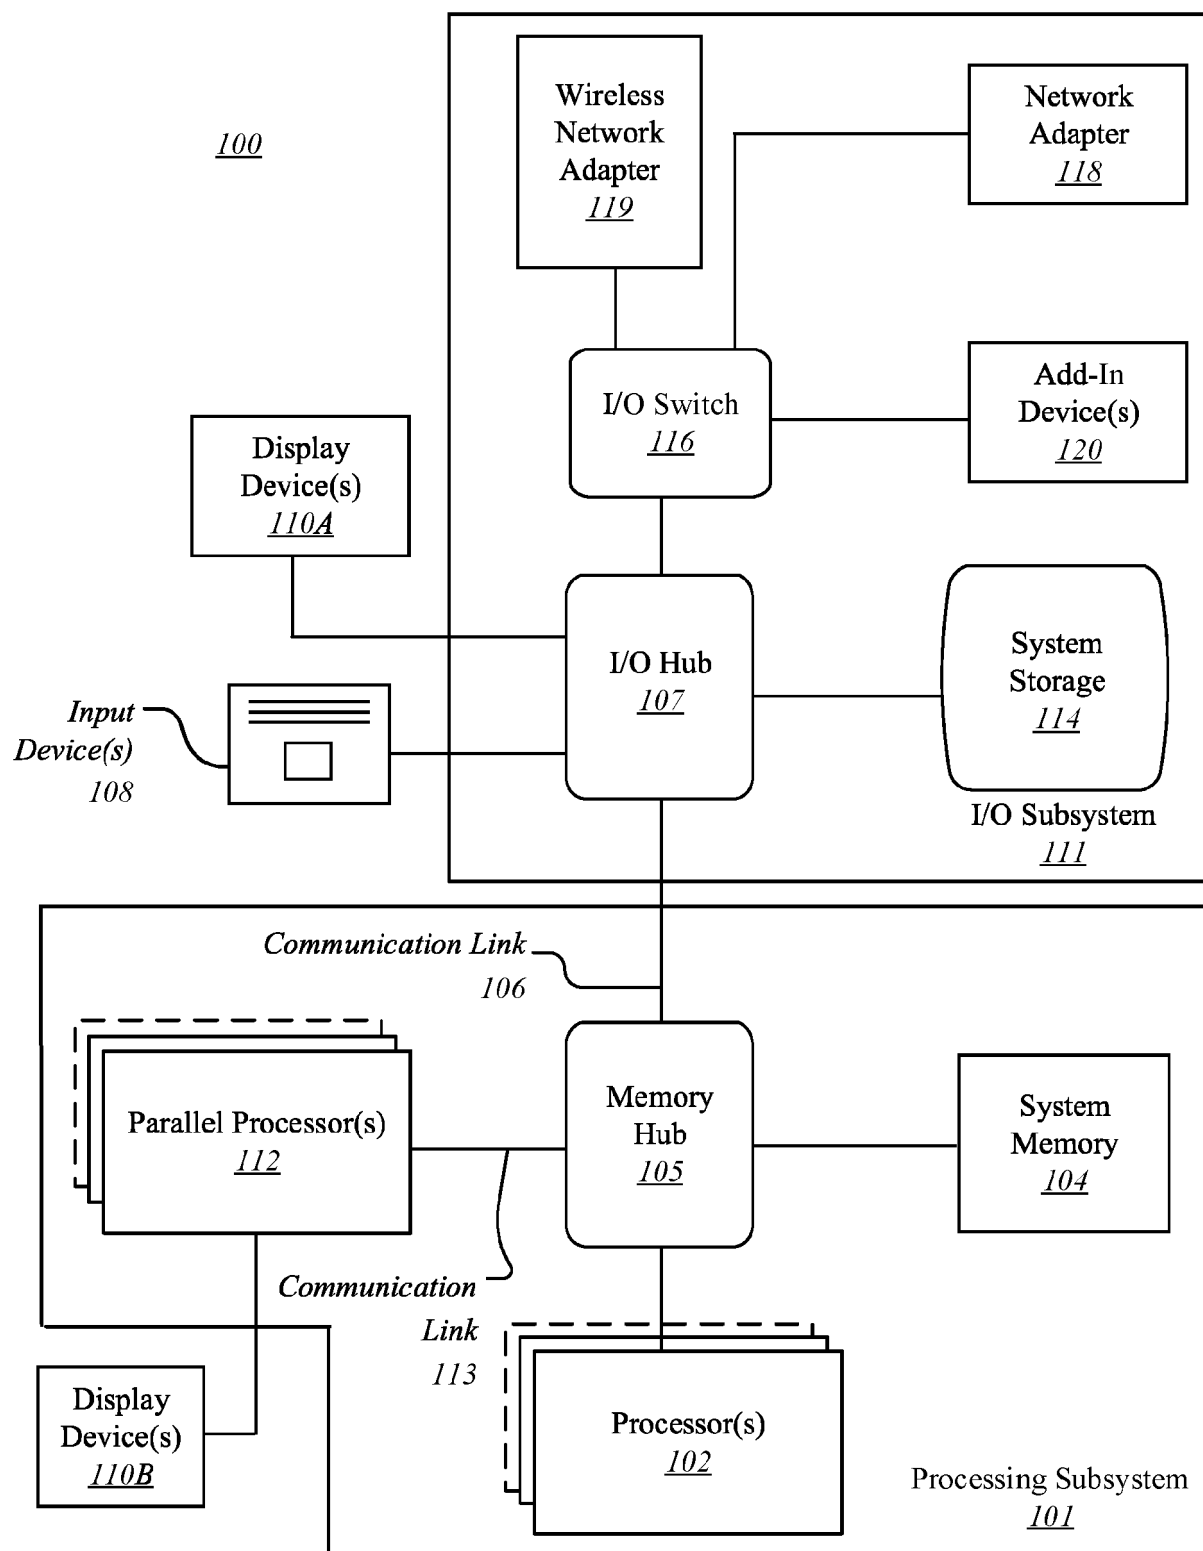 100
Wireless
Network
Adapter
119
Network
Adapter
118
I/O Switch
116
Add-In
Device(s)
120
Display
Device(s)
110A
I/O Hub
107
System
Storage
114
Input
Device(s)
108
I/O Subsystem
111
Communication Link
106
Parallel Processor(s)
112
Memory
Hub
105
System
Memory
104
Communication
Link
113
Display
Device(s)
110B
Processor(s)
102
Processing Subsystem
101